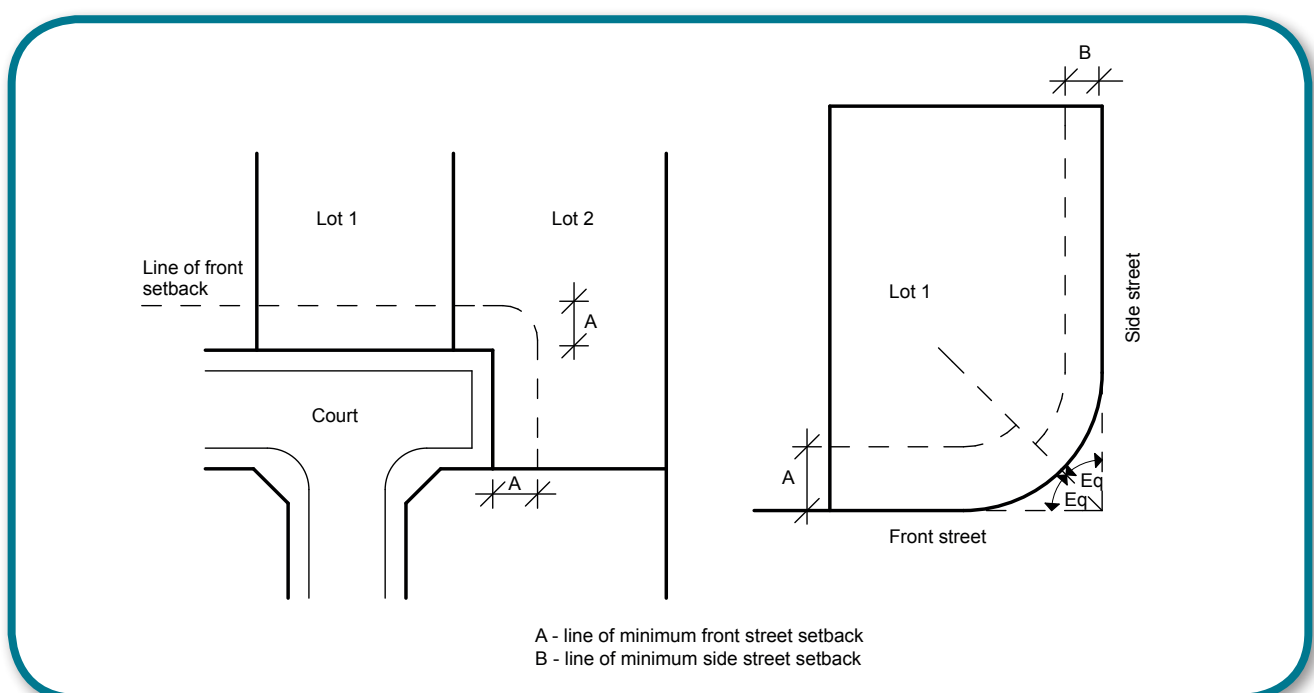 Lot 1
Lot 2
Line of front
setback
A
Court
A
B
Lot 1
Side street
A
Eq
Eq
Front street
A - line of minimum front street setback
B - line of minimum side street setback